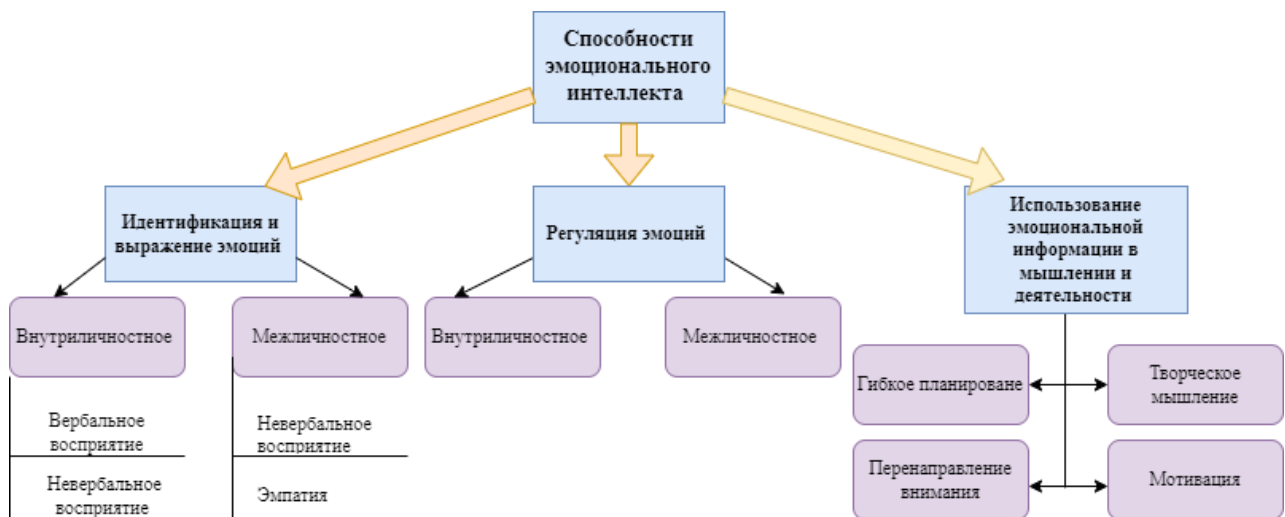 Способности
эмоционального
интеллекта
Идентификация и
выражение эмоций
Регуляция эмоций
Использование
эмоциональной
информации в
мышлении и
деятельности
Внутриличностное
Межличностное
Внутриличностное
Межличностное
Вербальное
восприятие
Невербальное
восприятие
Невербальное
восприятие
Эмпатия
Гибкое планироване
Творческое
мышление
Перенаправление
внимания
Мотивация